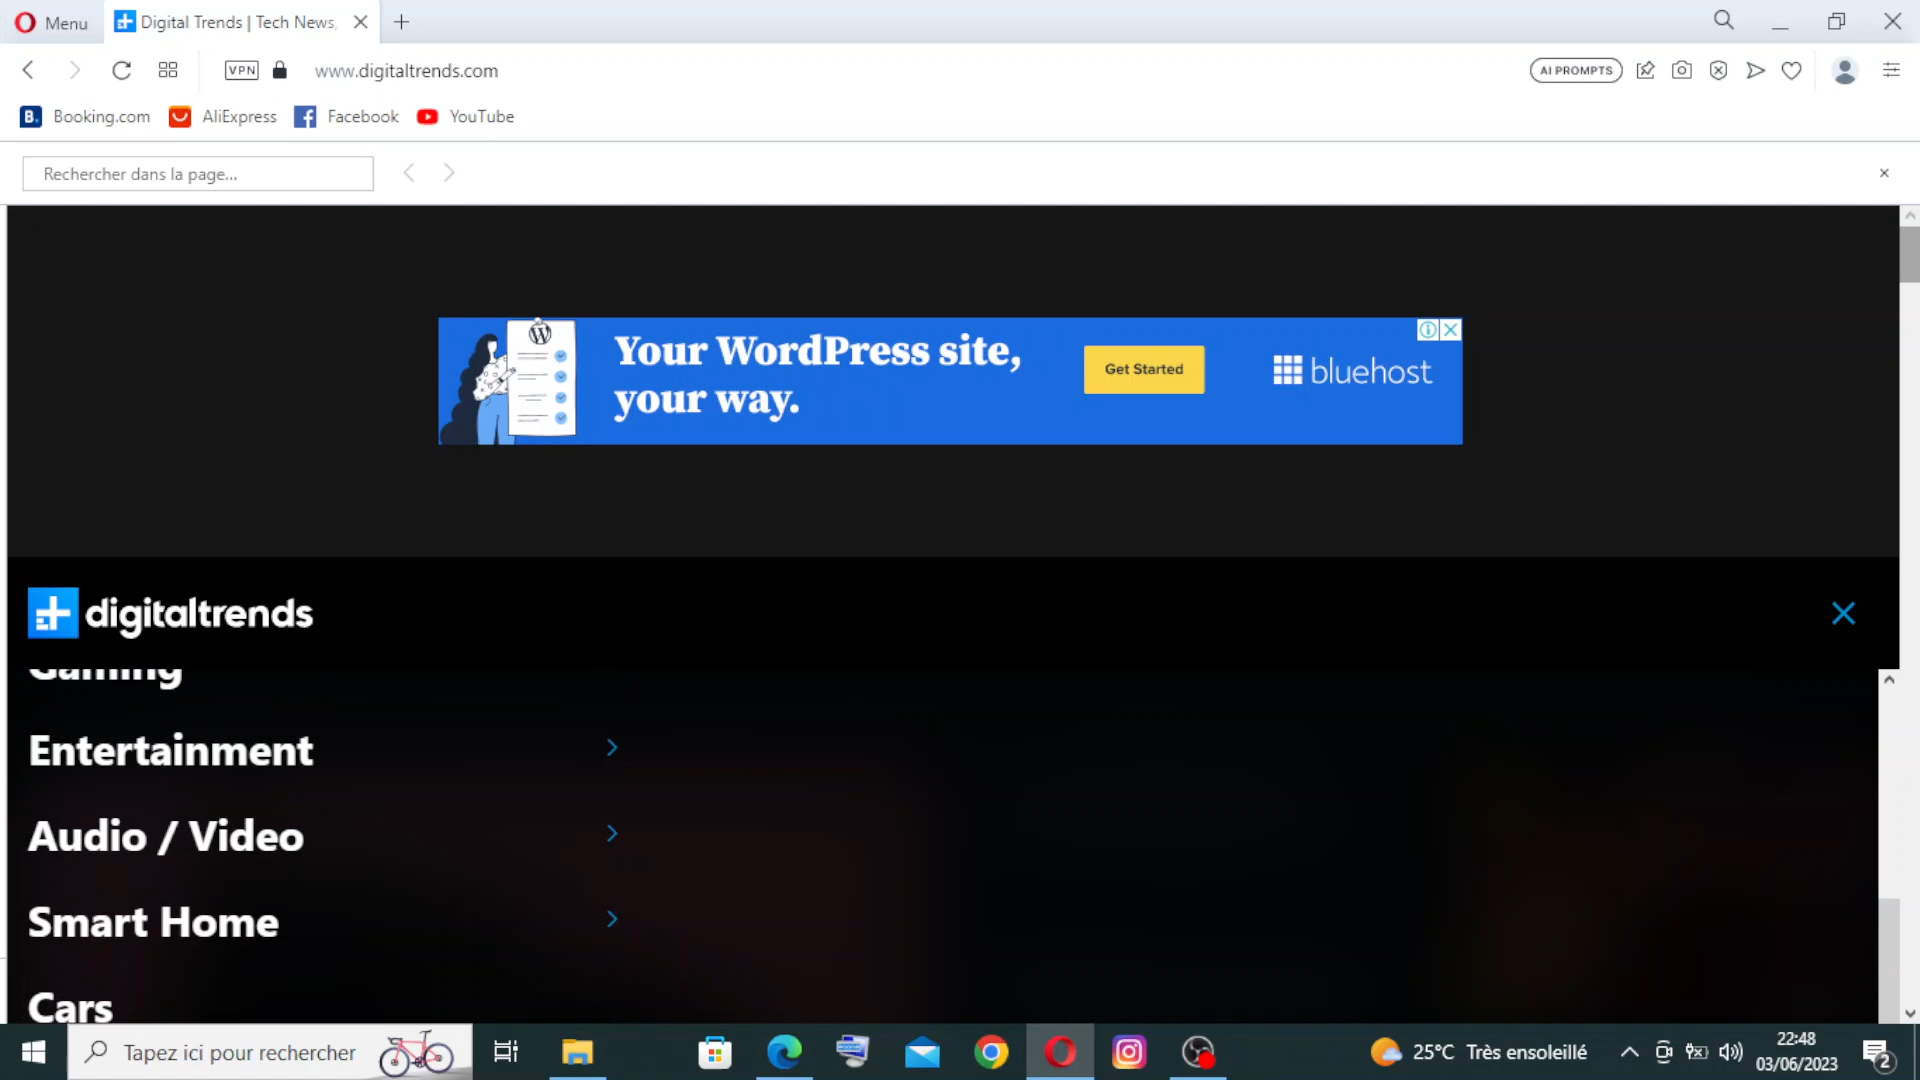 Menu
Digital Trends | Tech News,
VPN
www.digitaltrends.com
AI PROMPTS
B. Booking.com
AliExpress
Facebook
YouTube
Rechercher dans la page...
Your WordPress site,
your way.
Get Started
bluehost
digitaltrends
Gaming
Entertainment
Audio / Video
Smart Home
Cars
Tapez ici pour rechercher
25°C Très ensoleillé
22:48
03/06/2023
2